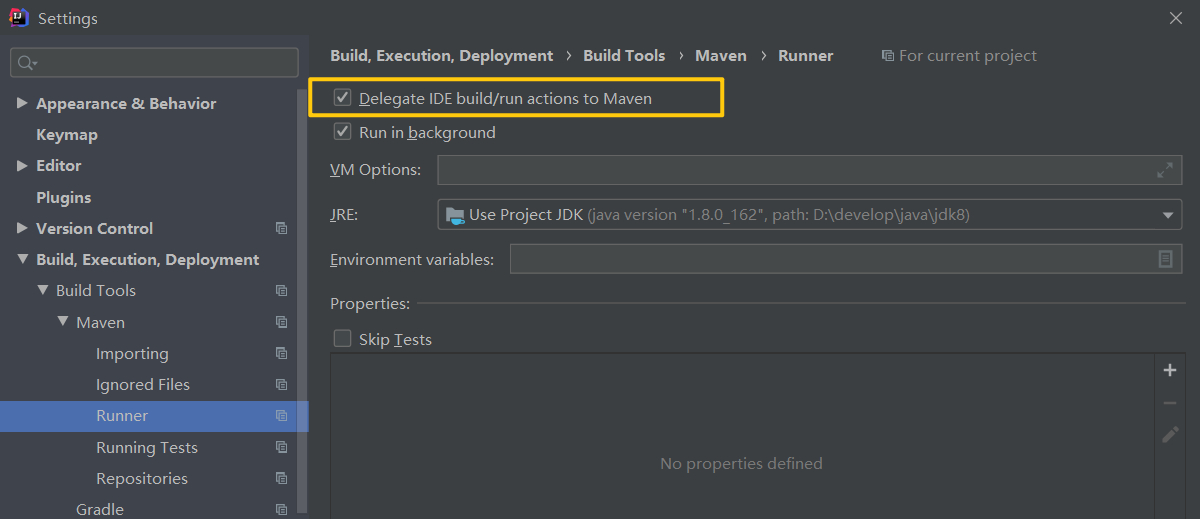 Settings
Build, Execution, Deployment › Build Tools › Maven › Runner For current project
Appearance & Behavior
Keymap
Editor
Plugins
Version Control
Build, Execution, Deployment
Build Tools
Maven
Importing
Ignored Files
Runner
Running Tests
Repositories
Gradle
Delegate IDE build/run actions to Maven
Run in background
VM Options:
JRE: Use Project JDK (java version "1.8.0_162", path: D:\develop\java\jdk8)
Environment variables:
Properties:
Skip Tests
No properties defined